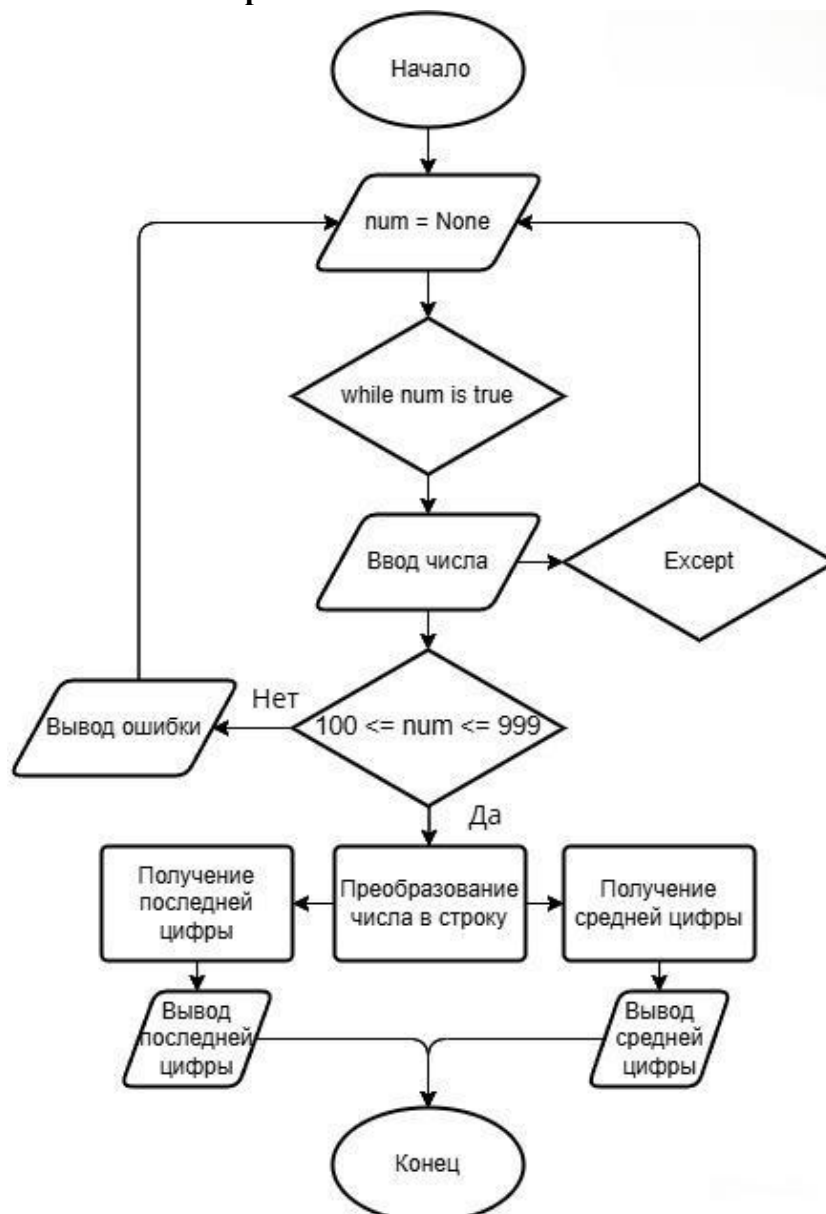 Начало
num = None
while num is true
Ввод числа
Except
Нет
Вывод ошибки
100 <= num <= 999
Да
Получение
последней
цифры
Преобразование
числа в строку
Получение
средней цифры
Вывод
последней
цифры
Вывод
средней
цифры
Конец